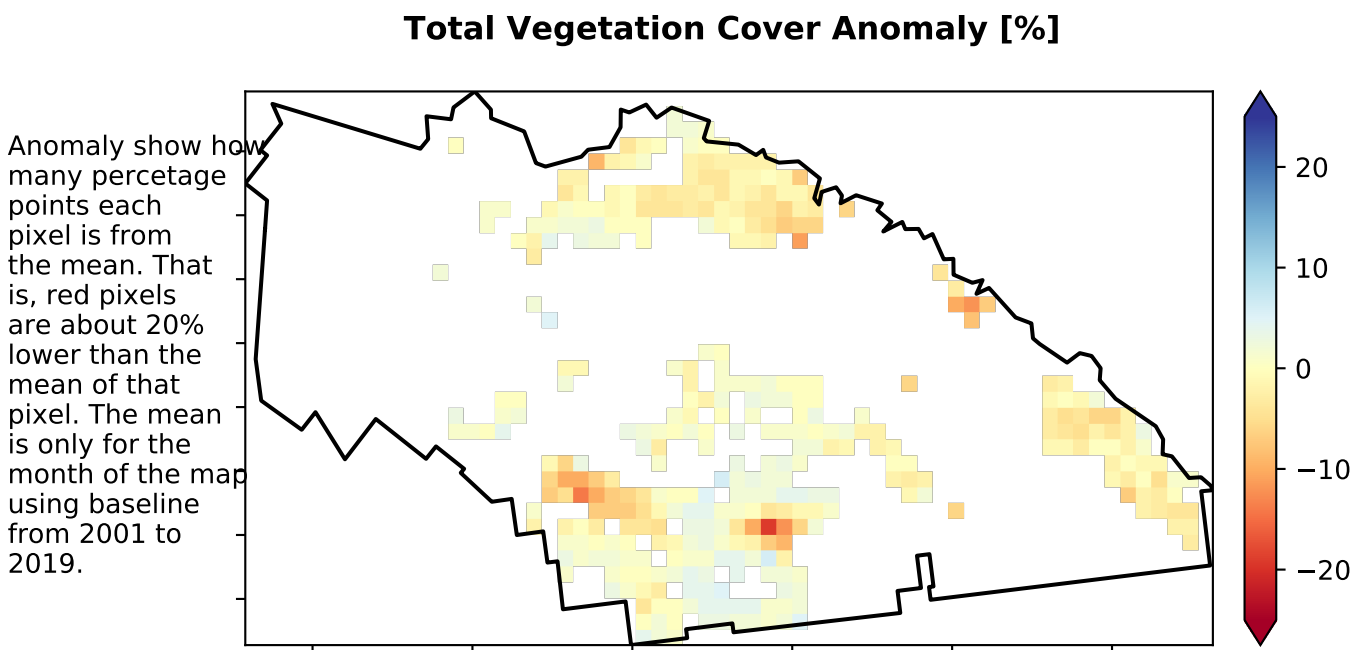 Total Vegetation Cover Anomaly [%]
Anomaly show how
many percetage
points each
pixel is from
the mean. That
is, red pixels
are about 20%
lower than the
mean of that
pixel. The mean
is only for the
month of the map
using baseline
from 2001 to
2019.
20
10
0
−10
−20